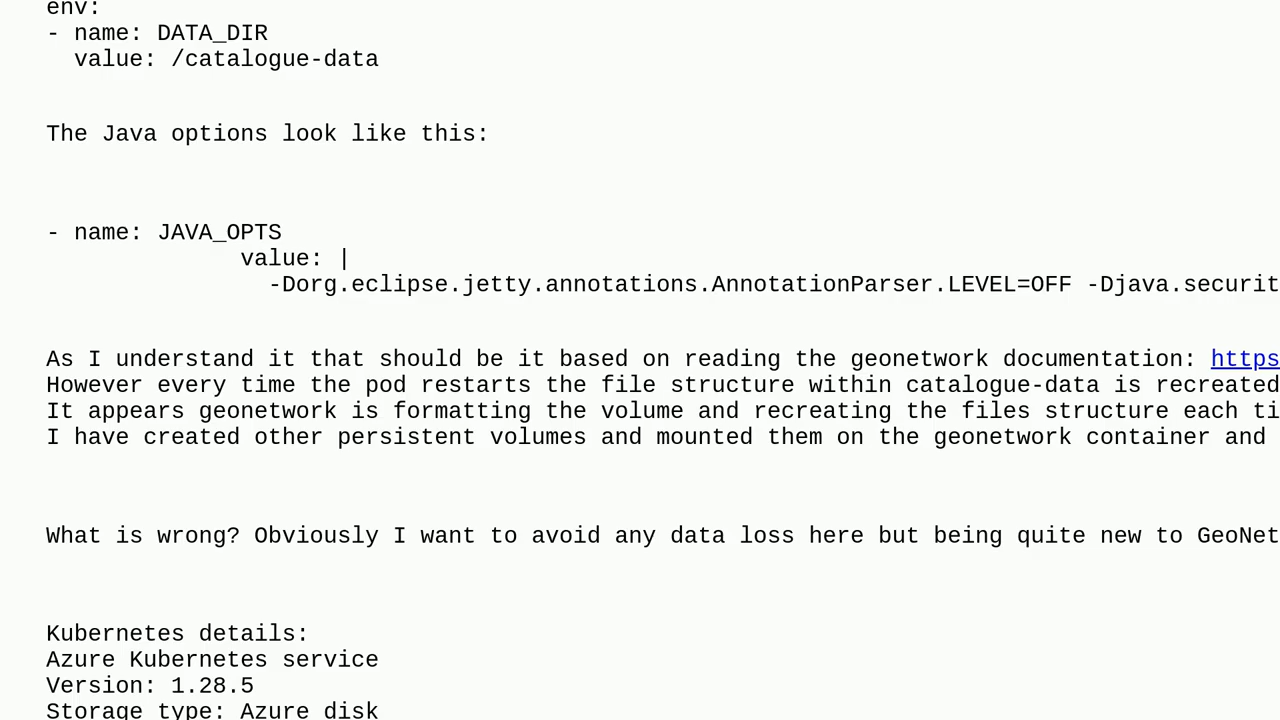 env:
- name: DATA_DIR
value: /catalogue-data
The Java options look like this:
- name: JAVA_OPTS
value: |
-Dorg.eclipse.jetty.annotations.AnnotationParser.LEVEL=OFF -Djava.securit
As I understand it that should be it based on reading the geonetwork documentation: https
However every time the pod restarts the file structure within catalogue-data is recreated
It appears geonetwork is formatting the volume and recreating the files structure each ti
I have created other persistent volumes and mounted them on the geonetwork container and
What is wrong? Obviously I want to avoid any data loss here but being quite new to GeoNet
Kubernetes details:
Azure Kubernetes service
Version: 1.28.5
Storage type: Azure disk